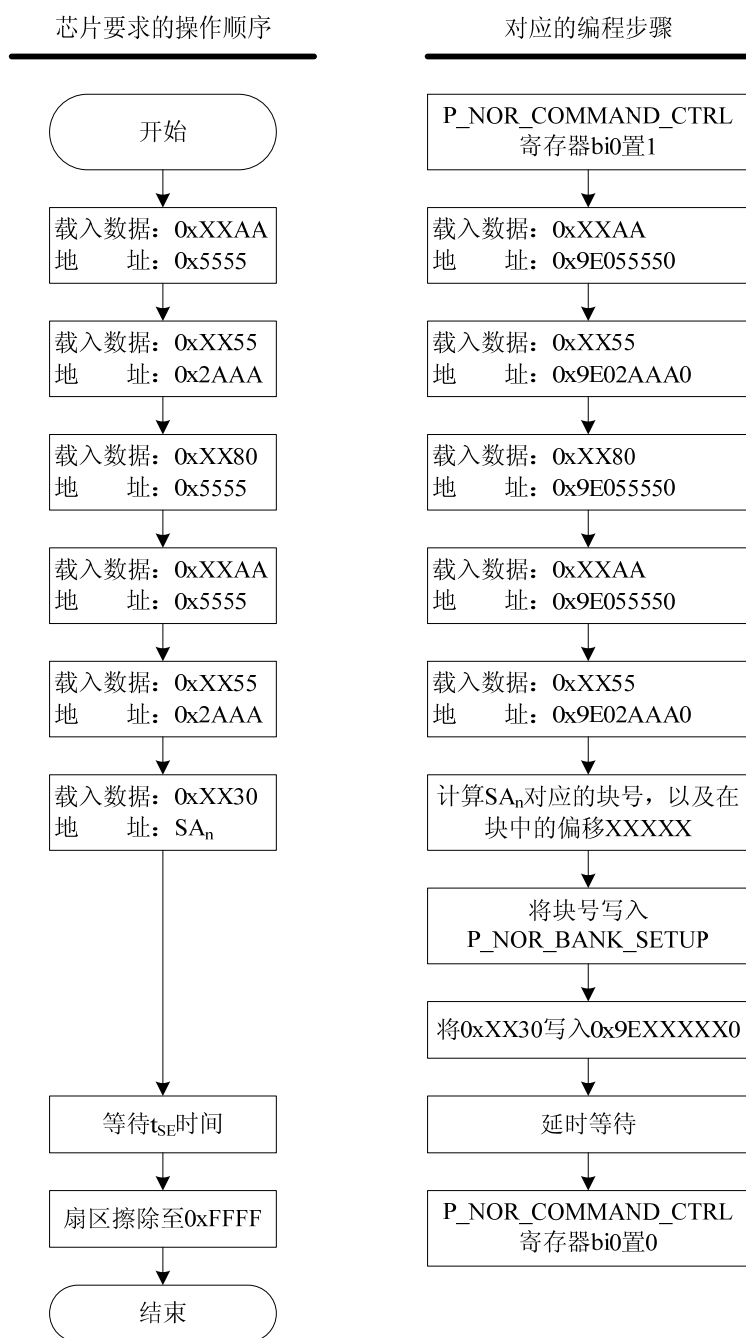 芯片要求的操作顺序
开始
载入数据：0xXXAA
地　　址：0x5555
载入数据：0xXX55
地　　址：0x2AAA
载入数据：0xXX80
地　　址：0x5555
载入数据：0xXXAA
地　　址：0x5555
载入数据：0xXX55
地　　址：0x2AAA
载入数据：0xXX30
地　　址：SAn
等待tSE时间
扇区擦除至0xFFFF
结束
对应的编程步骤
P_NOR_COMMAND_CTRL
寄存器bi0置1
载入数据：0xXXAA
地　　址：0x9E055550
载入数据：0xXX55
地　　址：0x9E02AAA0
载入数据：0xXX80
地　　址：0x9E055550
载入数据：0xXXAA
地　　址：0x9E055550
载入数据：0xXX55
地　　址：0x9E02AAA0
计算SAn对应的块号，以及在
块中的偏移XXXXX
将块号写入
P_NOR_BANK_SETUP
将0xXX30写入0x9EXXXXX0
延时等待
P_NOR_COMMAND_CTRL
寄存器bi0置0